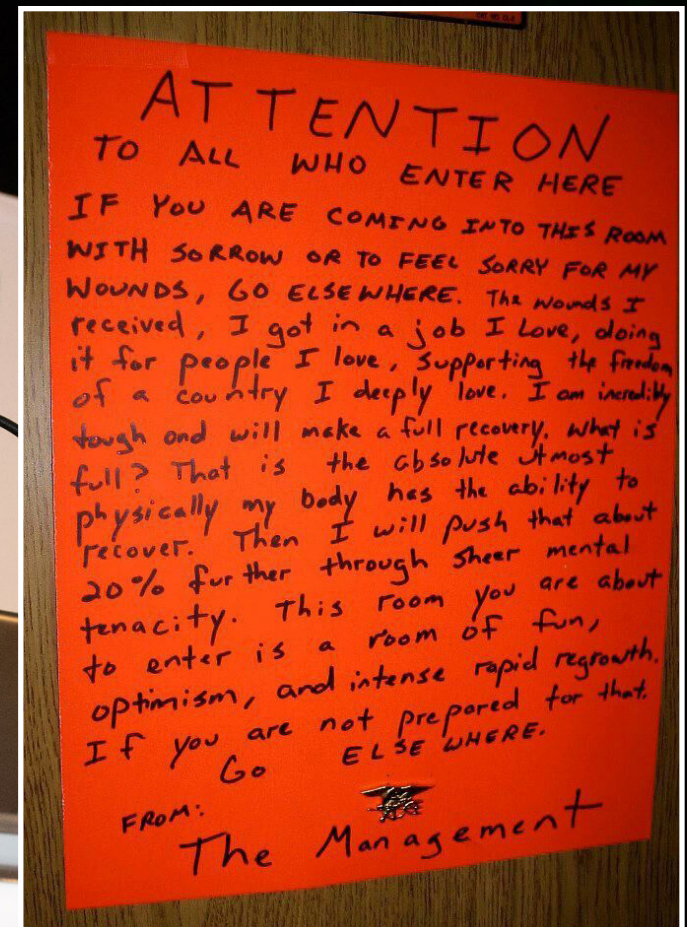 ATTENTION
TO ALL WHO ENTER HERE
IF YOU ARE COMING INTO THIS ROOM
WITH SORROW OR TO FEEL SORRY FOR MY
WOUNDS, GO ELSEWHERE. The wounds I
received, I got in a job I Love, doing
it for people I love, supporting the freedom
of a country I deeply love. I am incredibly
tough and will make a full recovery. What is
full? That is the absolute utmost
physically my body has the ability to
recover. Then I will push that about
20% further through sheer mental
tenacity. This room you are about
to enter is a room of fun,
optimism, and intense rapid regrowth.
If you are not prepared for that.
Go ELSEWHERE.
FROM:
The Management